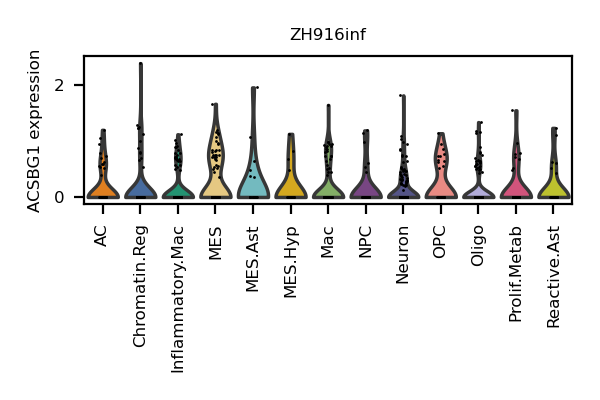 ZH916inf
ACSBG1 expression
2
0
AC
Chromatin.Reg
Inflammatory.Mac
MES
MES.Ast
MES.Hyp
Mac
NPC
Neuron
OPC
Oligo
Prolif.Metab
Reactive.Ast